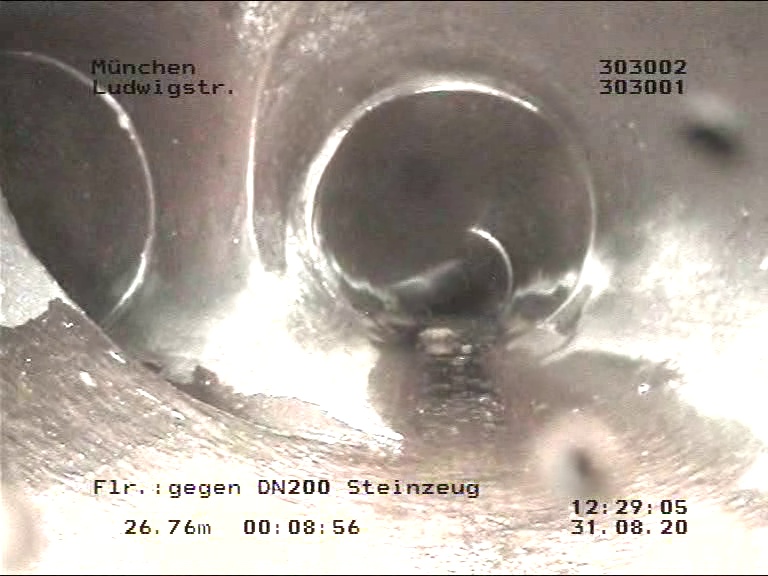 München 303002
Ludwigstr. 303001
Flr.:gegen DN200 Steinzeug
12:29:05
26.76m 00:08:56 31.08.20